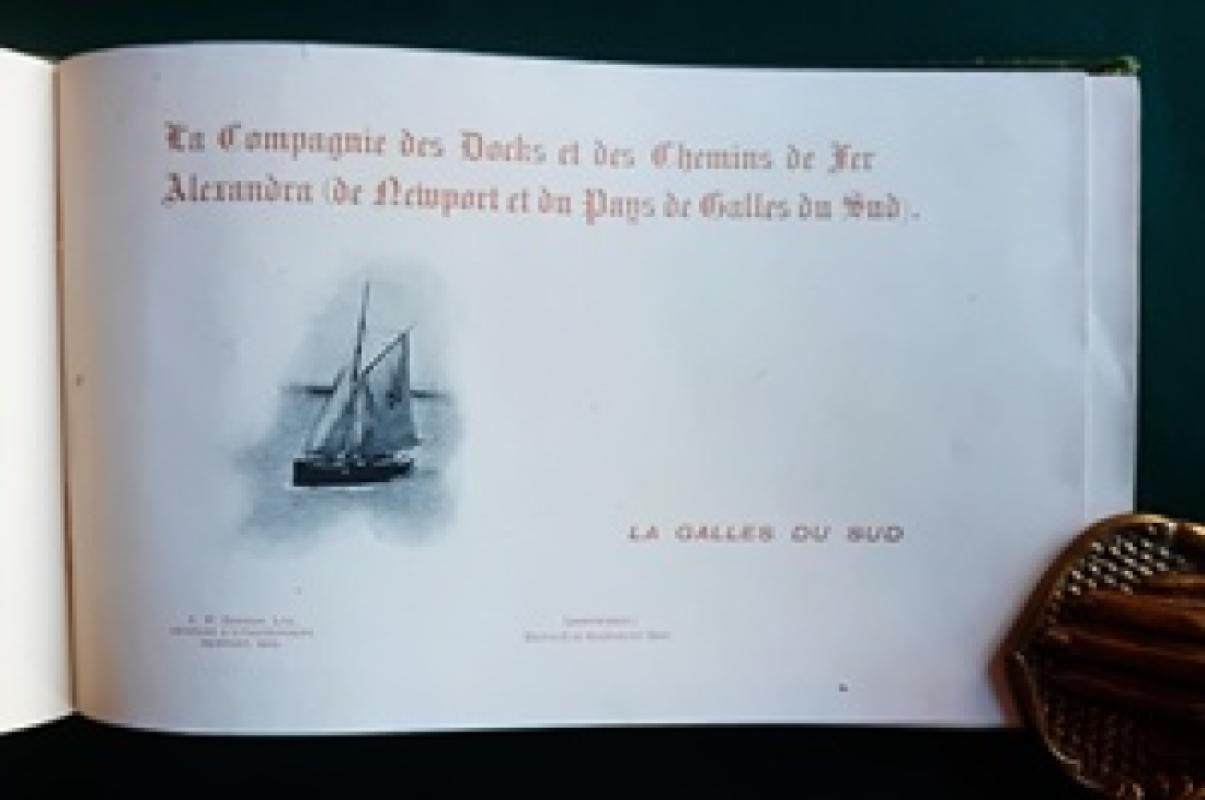 La Compagnie des Docks et des Chemins de Fer
Alexandra (de Newport et du Pays de Galles du Sud).
LA GALLES DU SUD